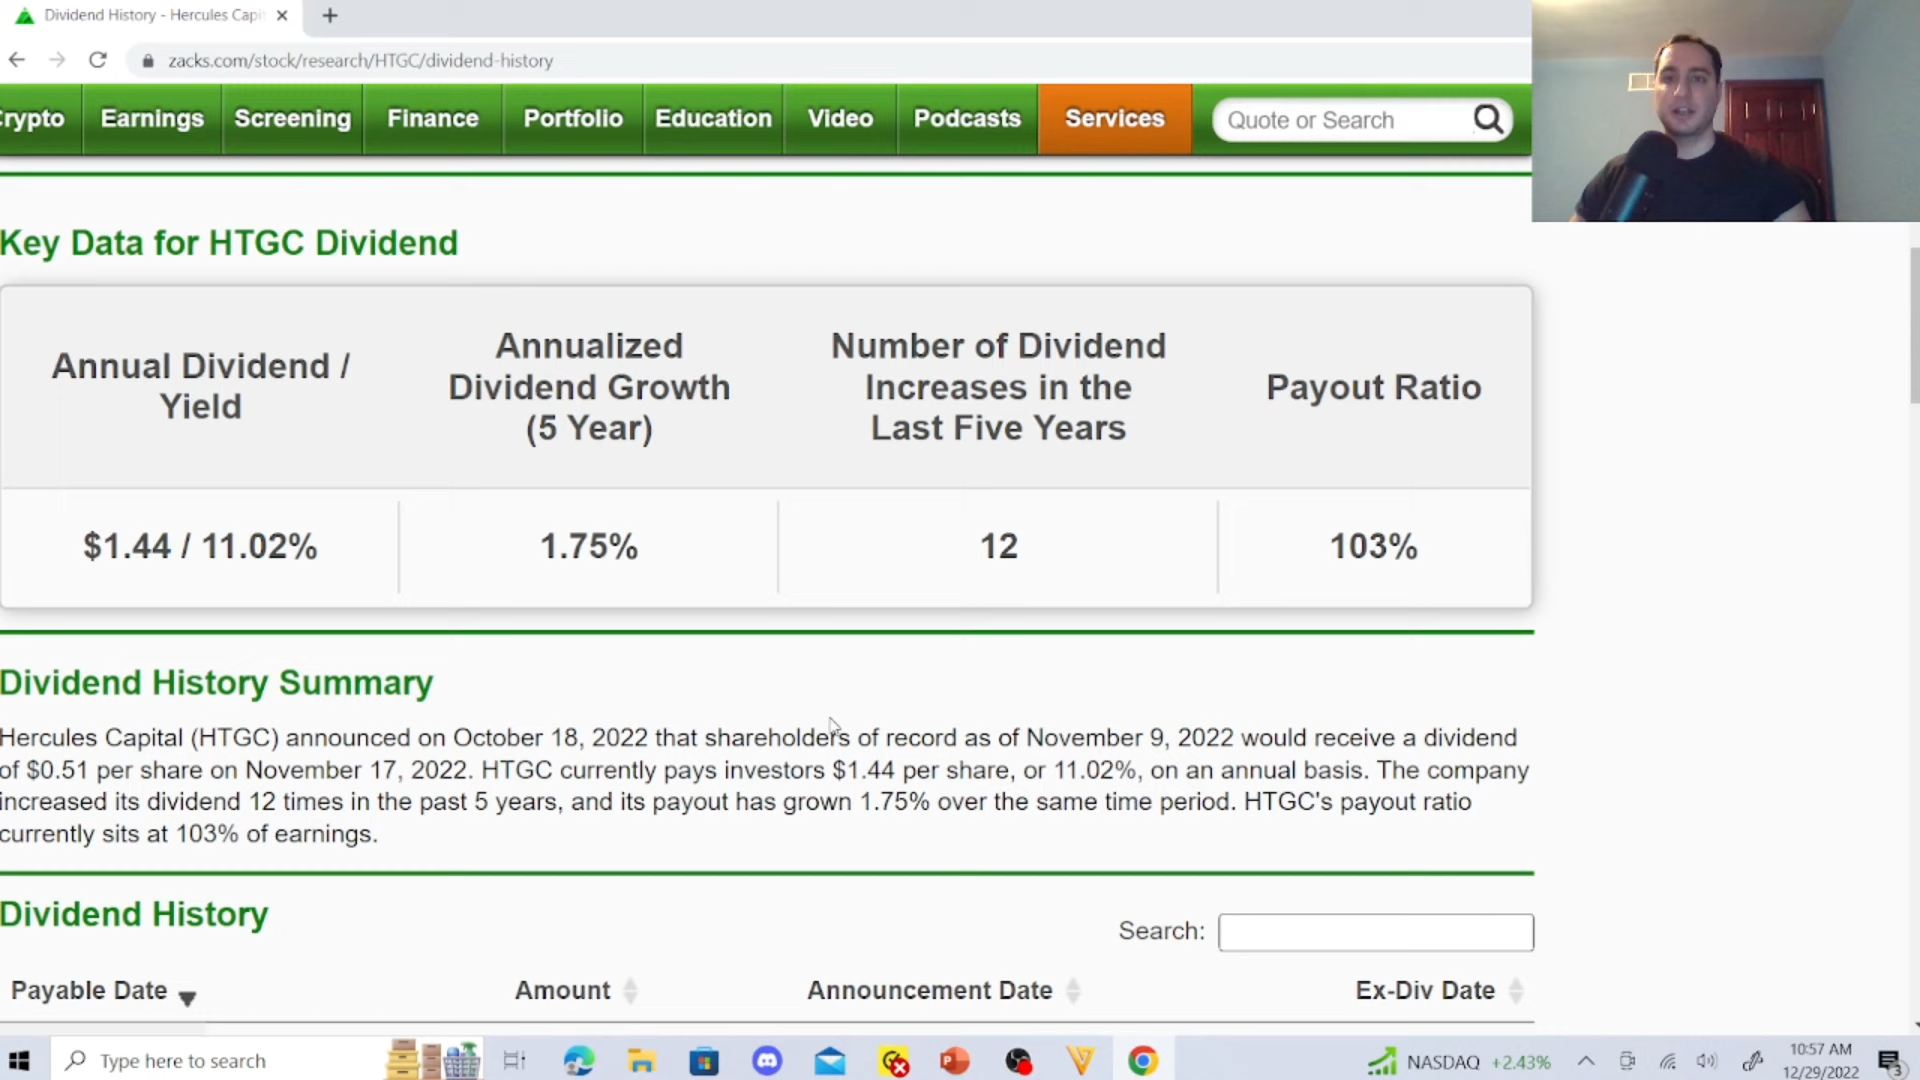 Dividend History - Hercules Capi
zacks.com/stock/research/HTGC/dividend-history
Crypto Earnings Screening Finance Portfolio Education Video Podcasts Services Quote or Search
Key Data for HTGC Dividend
Annual Dividend /
Yield
Annualized
Dividend Growth
(5 Year)
Number of Dividend
Increases in the
Last Five Years
Payout Ratio
$1.44 / 11.02% 1.75% 12 103%
Dividend History Summary
Hercules Capital (HTGC) announced on October 18, 2022 that shareholders of record as of November 9, 2022 would receive a dividend
of $0.51 per share on November 17, 2022. HTGC currently pays investors $1.44 per share, or 11.02%, on an annual basis. The company
increased its dividend 12 times in the past 5 years, and its payout has grown 1.75% over the same time period. HTGC's payout ratio
currently sits at 103% of earnings.
Dividend History
Search:
Payable Date Amount Announcement Date Ex-Div Date
Type here to search
NASDAQ +2.43%
10:57 AM
12/29/2022
3